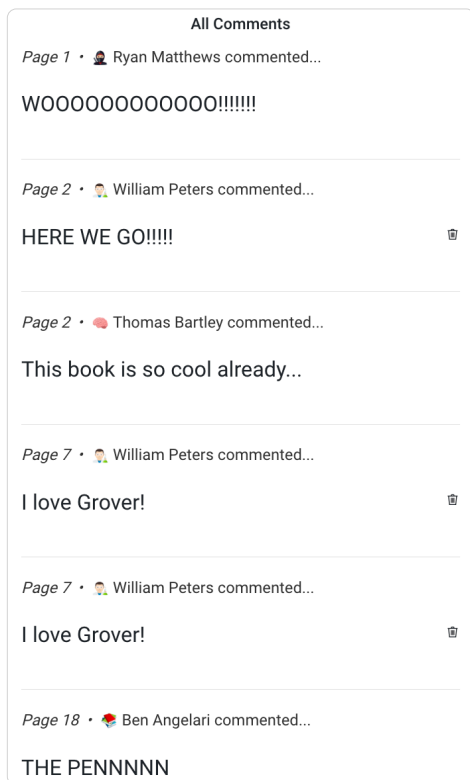 All Comments
Page 1 • Ryan Matthews commented...
WOOOOOOOOOOOO!!!!!!!
Page 2 • William Peters commented...
HERE WE GO!!!!!
Page 2 • Thomas Bartley commented...
This book is so cool already...
Page 7 • William Peters commented...
I love Grover!
Page 7 • William Peters commented...
I love Grover!
Page 18 • Ben Angelari commented...
THE PENNNNN